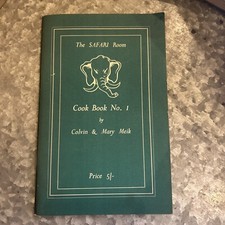 The SAFARI Room
Cook Book No. 1
by
Calvin & Mary Meik
Price 5/-